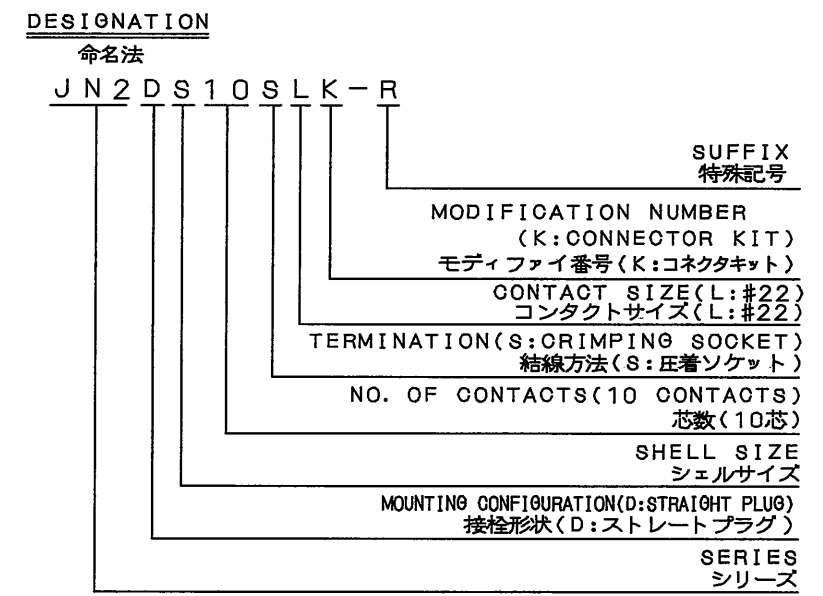 DESIGNATION
命名法
JN2DS10SLK-R
SUFFIX
特殊記号
MODIFICATION NUMBER
(K:CONNECTOR KIT)
モディファイ番号(K:コネクタキット)
CONTACT SIZE(L:#22)
コンタクトサイズ(L:#22)
TERMINATION(S:CRIMPING SOCKET)
結線方法(S:圧着ソケット)
NO. OF CONTACTS(10 CONTACTS)
芯数(10芯)
SHELL SIZE
シェルサイズ
MOUNTING CONFIGURATION(D:STRAIGHT PLUG)
接栓形状(D:ストレートプラグ)
SERIES
シリーズ